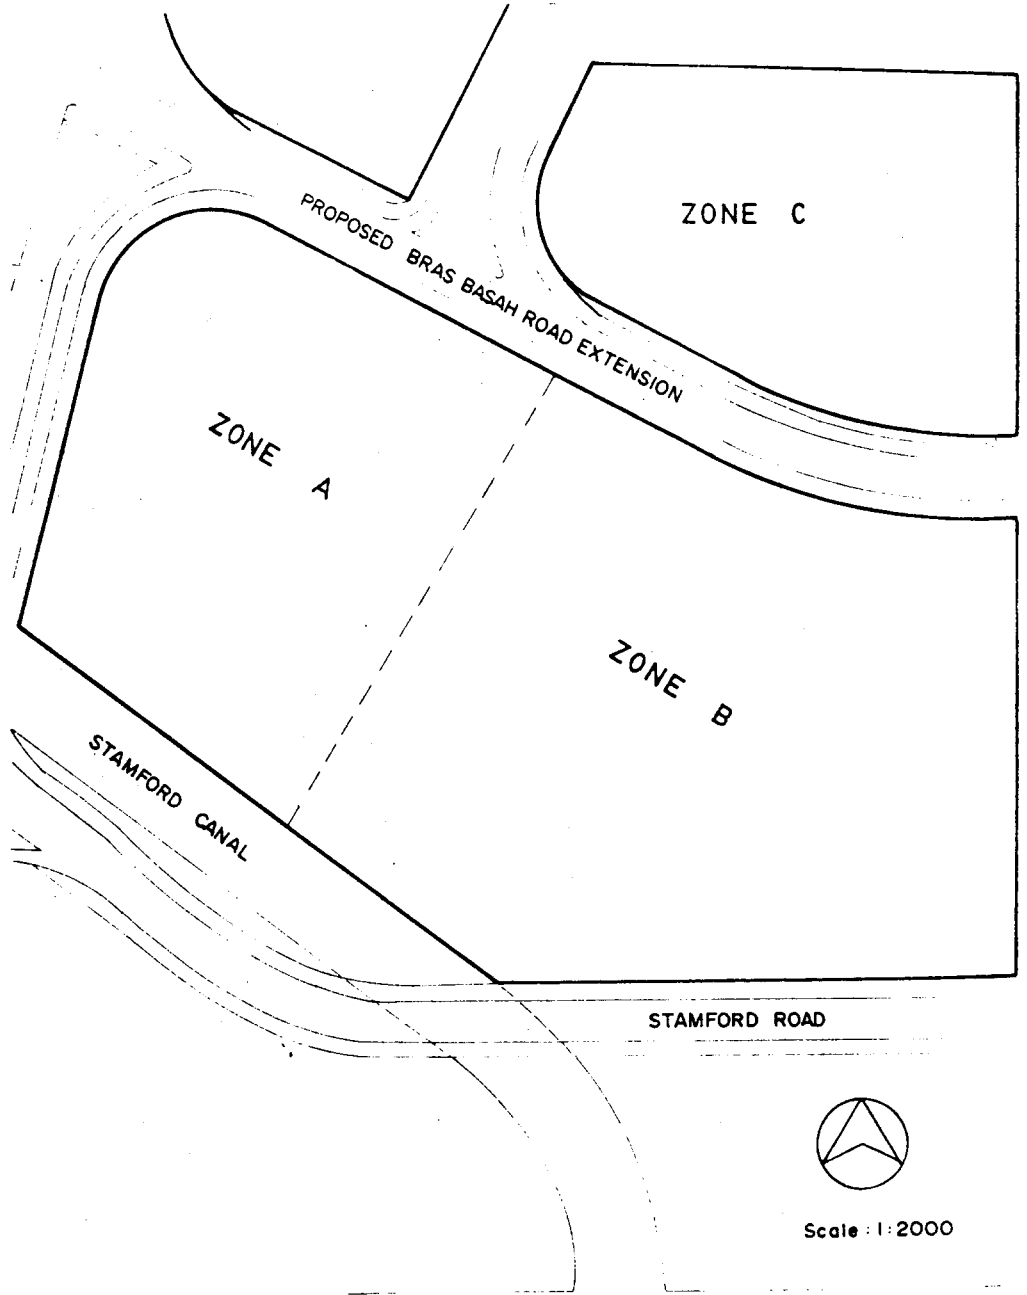 ZONE C
PROPOSED BRAS BASAH ROAD EXTENSION
ZONE A
ZONE B
STAMFORD CANAL
STAMFORD ROAD
Scale : 1 : 2000